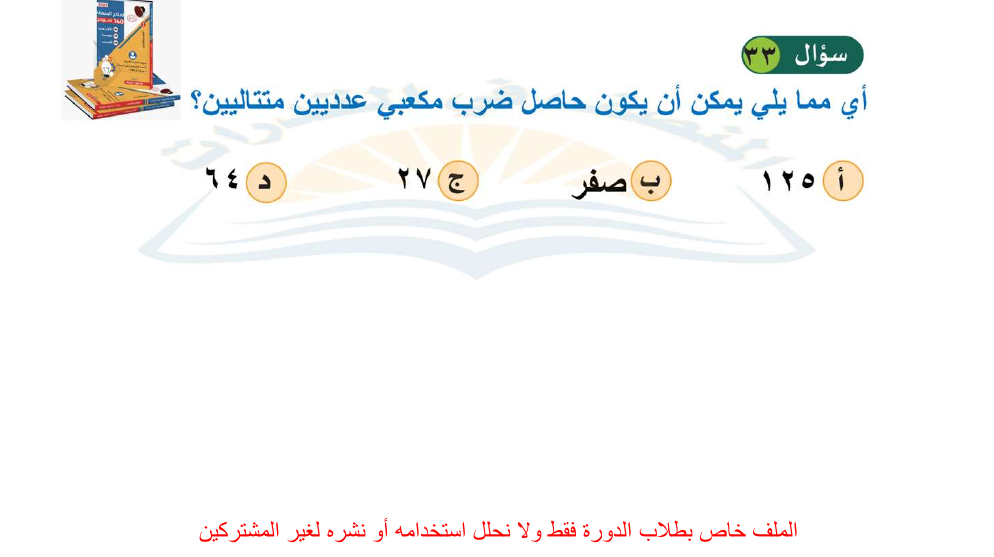 سؤال ٣٣
أي مما يلي يمكن أن يكون حاصل ضرب مكعبي عدديين متتاليين؟
أ ١٢٥ ب صفر ج ٢٧ د ٦٤
الملف خاص بطلاب الدورة فقط ولا نحلل استخدامه أو نشره لغير المشتركين